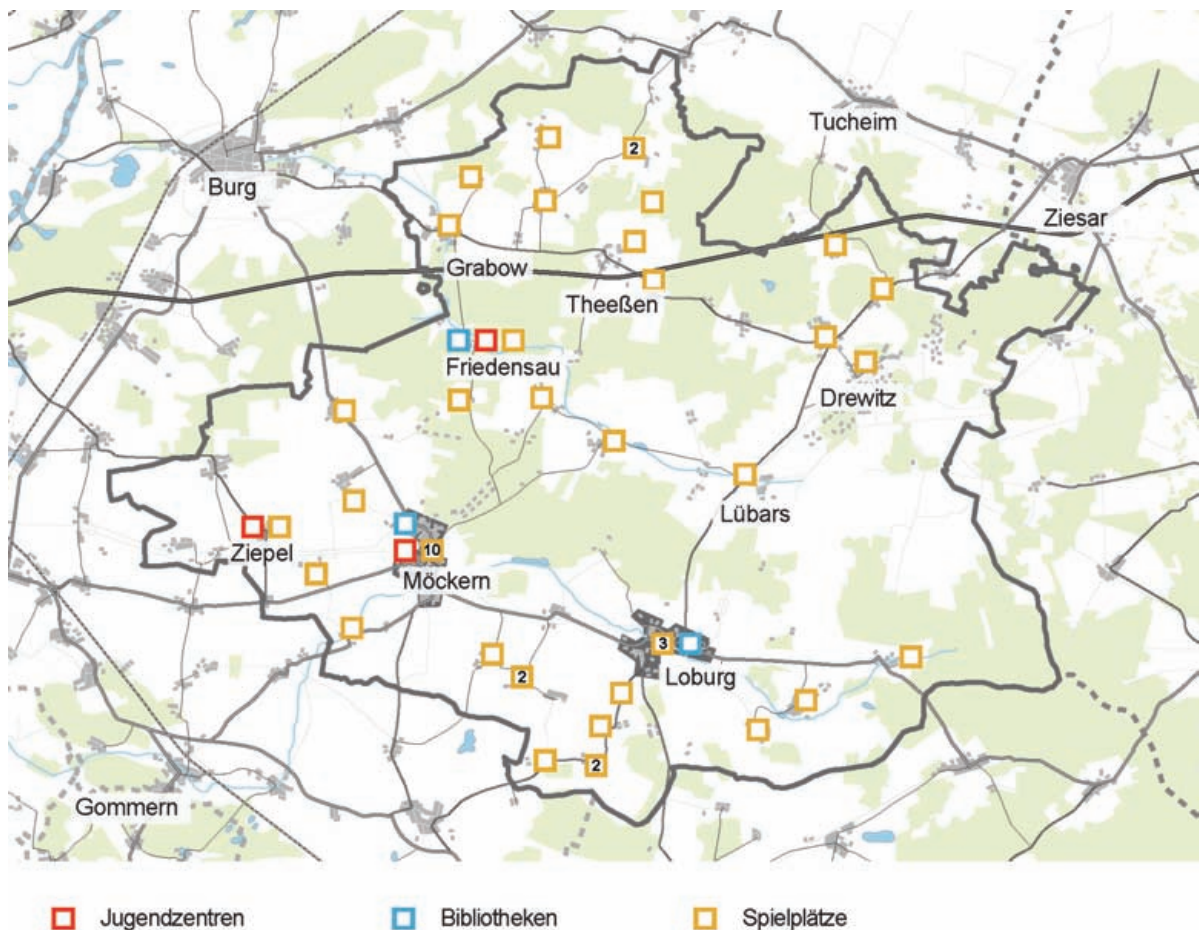 Tucheim
2
Burg
Ziesar
Grabow
Theeßen
Friedensau
Drewitz
Lübars
Ziepel
10
Möckern
3
Loburg
2
2
Gommern
Jugendzentren
Bibliotheken
Spielplätze